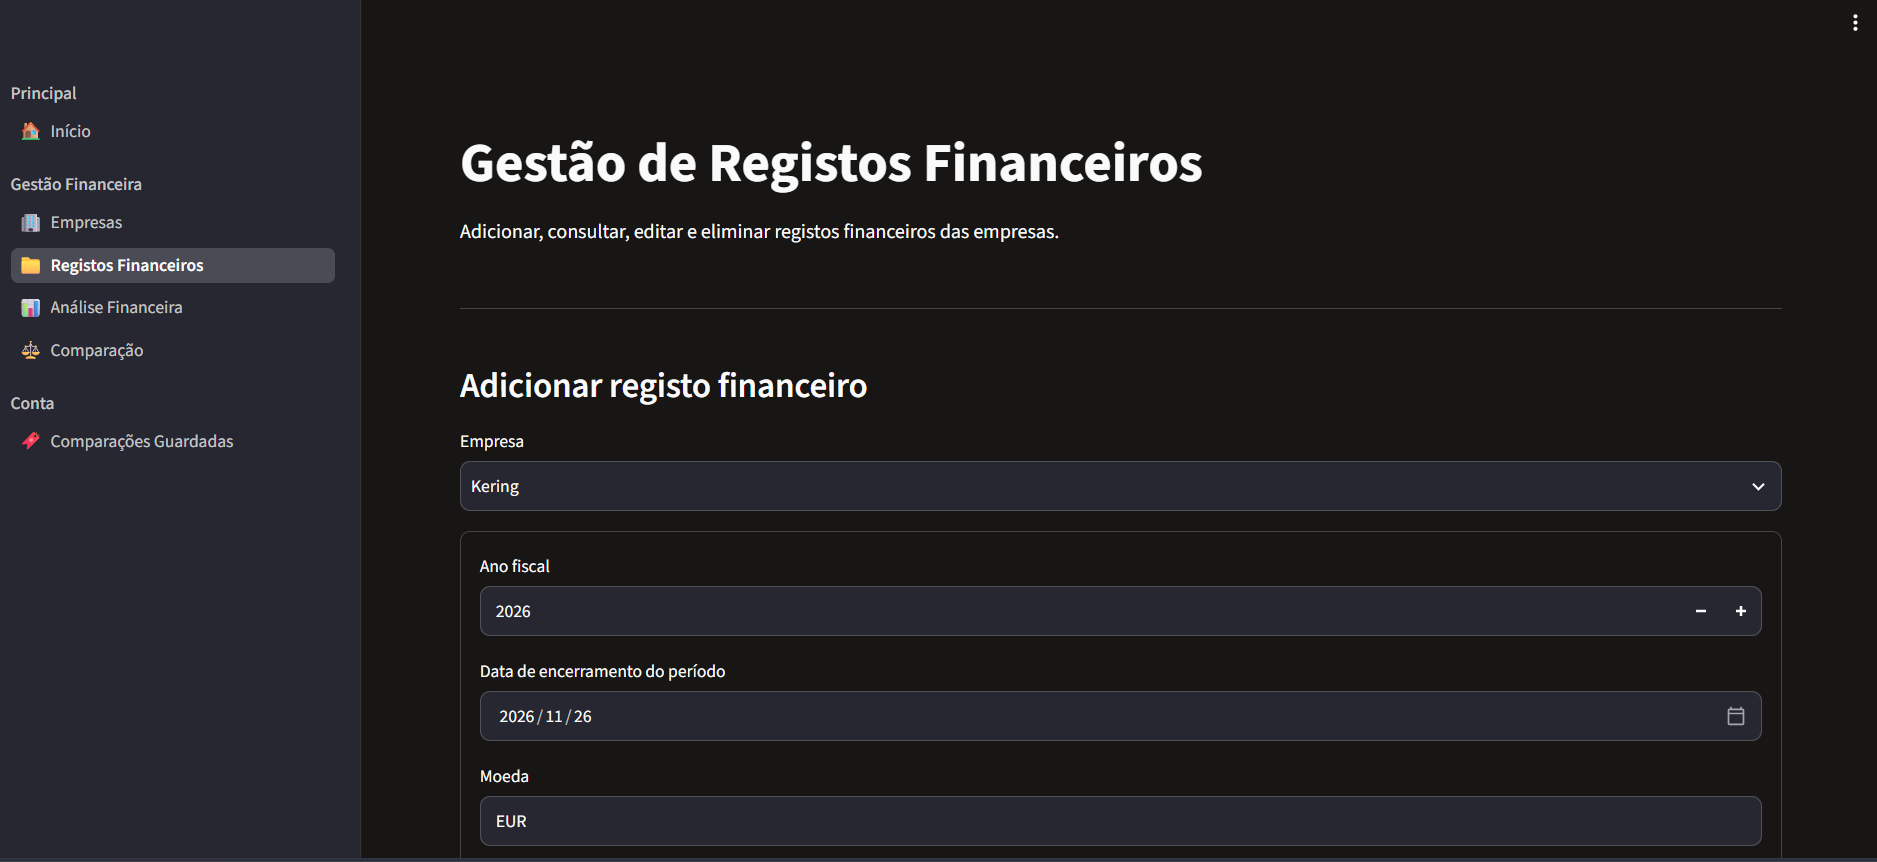 Principal
Início
Gestão Financeira
Empresas
Registos Financeiros
Análise Financeira
Comparação
Conta
Comparações Guardadas
Gestão de Registos Financeiros
Adicionar, consultar, editar e eliminar registos financeiros das empresas.
Adicionar registo financeiro
Empresa
Kering
Ano fiscal
2026
Data de encerramento do período
2026/11/26
Moeda
EUR